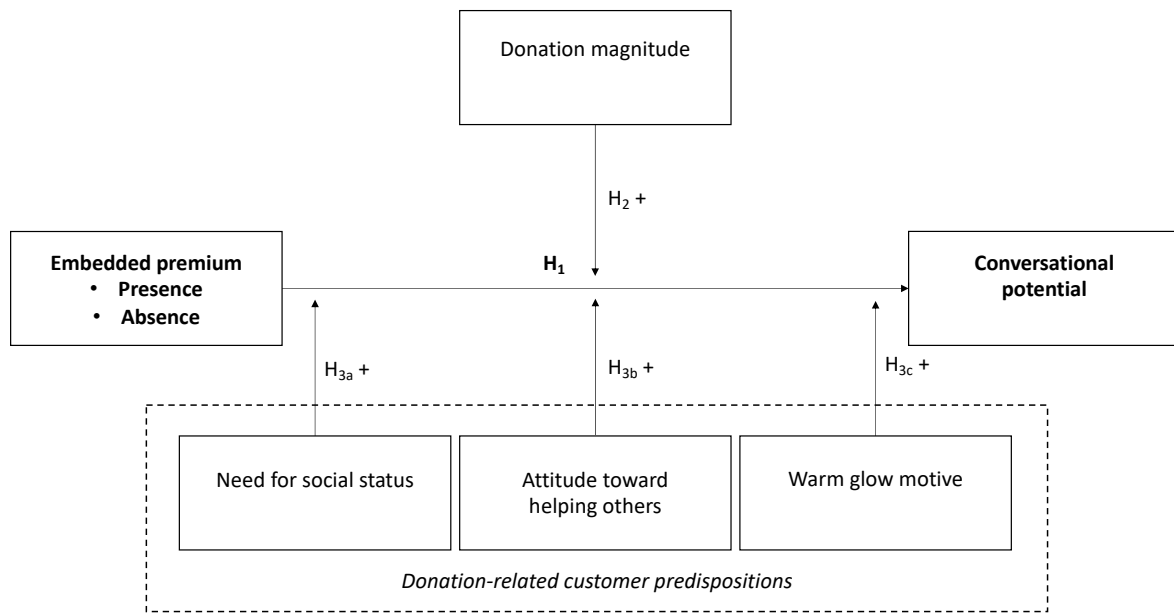 Donation magnitude
H₂ +
Embedded premium
• Presence
• Absence
H₁
Conversational
potential
H₃ₐ +
H₃b +
H₃c +
Need for social status
Attitude toward
helping others
Warm glow motive
Donation-related customer predispositions